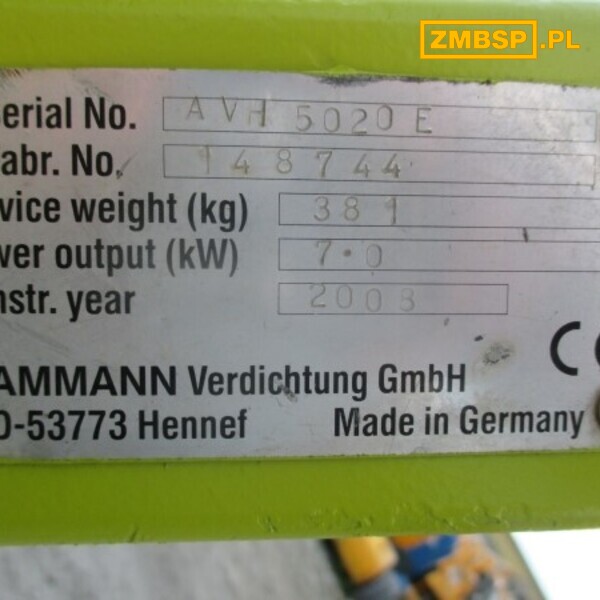 ZMBSP.PL
erial No. AVH 5020 E
abr. No. 148744
vice weight (kg) 381
wer output (kW) 7.0
nstr. year 2008
AMMANN Verdichtung GmbH
D-53773 Hennef Made in Germany
CE